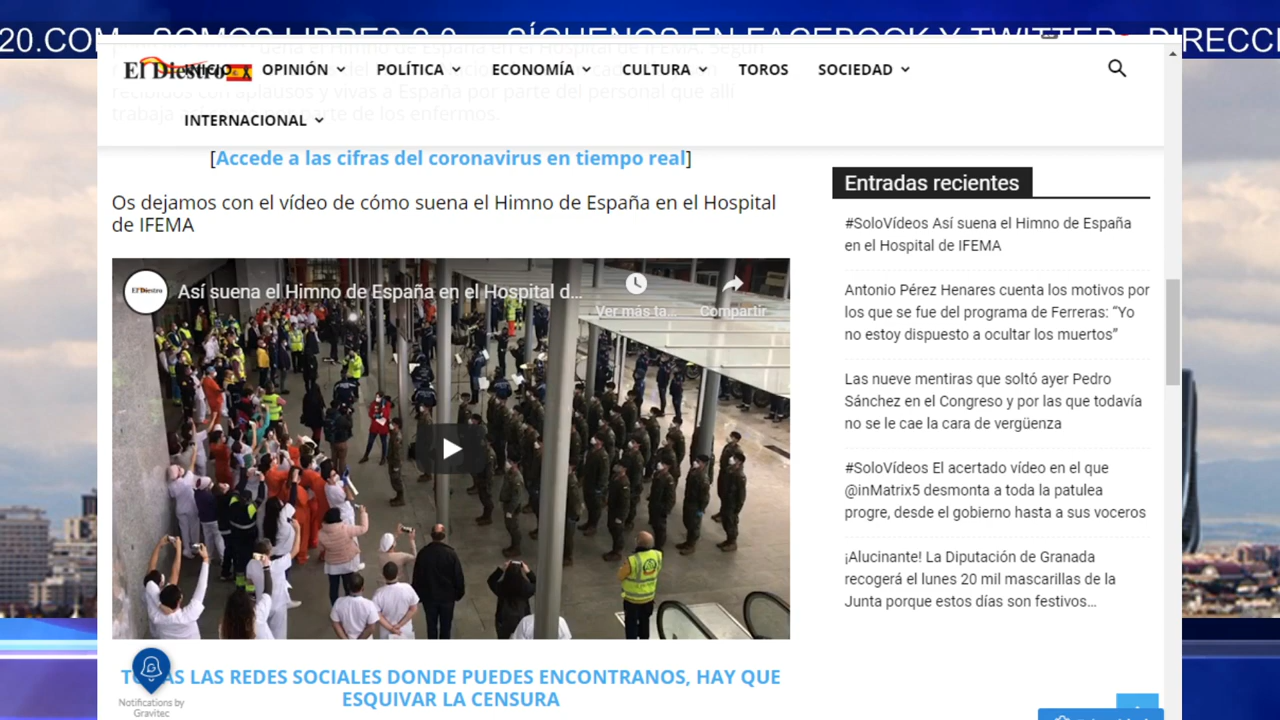 20.COM SOMOS LIBRES 2.0 SÍGUENOS EN FACEBOOK Y TWITTER DIRECCI
suena el Himno de España en el Hospital de IFEMA. Según
El Diestro INICIO OPINIÓN POLÍTICA ECONOMÍA CULTURA TOROS SOCIEDAD
recibidos con aplausos y vivas a España por parte del personal que allí
trabaja parte de los enfermos.
INTERNACIONAL
[Accede a las cifras del coronavirus en tiempo real]
Os dejamos con el vídeo de cómo suena el Himno de España en el Hospital
de IFEMA
El Diestro
Así suena el Himno de España en el Hospital d...
Ver más ta...
Compartir
TODAS LAS REDES SOCIALES DONDE PUEDES ENCONTRANOS, HAY QUE
ESQUIVAR LA CENSURA
Notifications by
Gravitec
Entradas recientes
#SoloVídeos Así suena el Himno de España
en el Hospital de IFEMA
Antonio Pérez Henares cuenta los motivos por
los que se fue del programa de Ferreras: “Yo
no estoy dispuesto a ocultar los muertos”
Las nueve mentiras que soltó ayer Pedro
Sánchez en el Congreso y por las que todavía
no se le cae la cara de vergüenza
#SoloVídeos El acertado vídeo en el que
@inMatrix5 desmonta a toda la patulea
progre, desde el gobierno hasta a sus voceros
¡Alucinante! La Diputación de Granada
recogerá el lunes 20 mil mascarillas de la
Junta porque estos días son festivos…